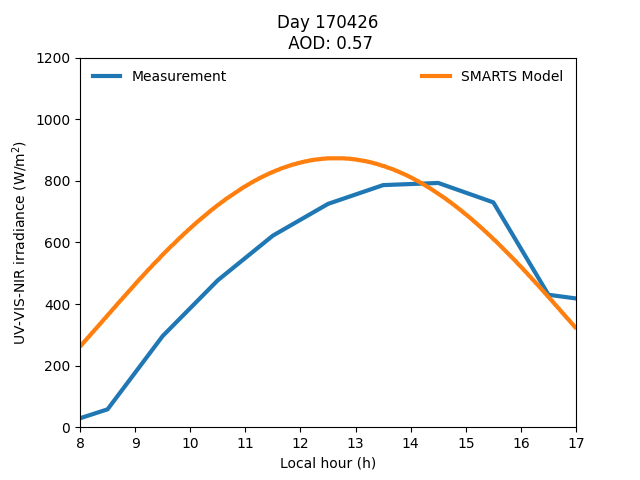 Day 170426
AOD: 0.57
Measurement
SMARTS Model
1200
1000
800
600
400
200
0
UV-VIS-NIR irradiance (W/m²)
8 9 10 11 12 13 14 15 16 17
Local hour (h)